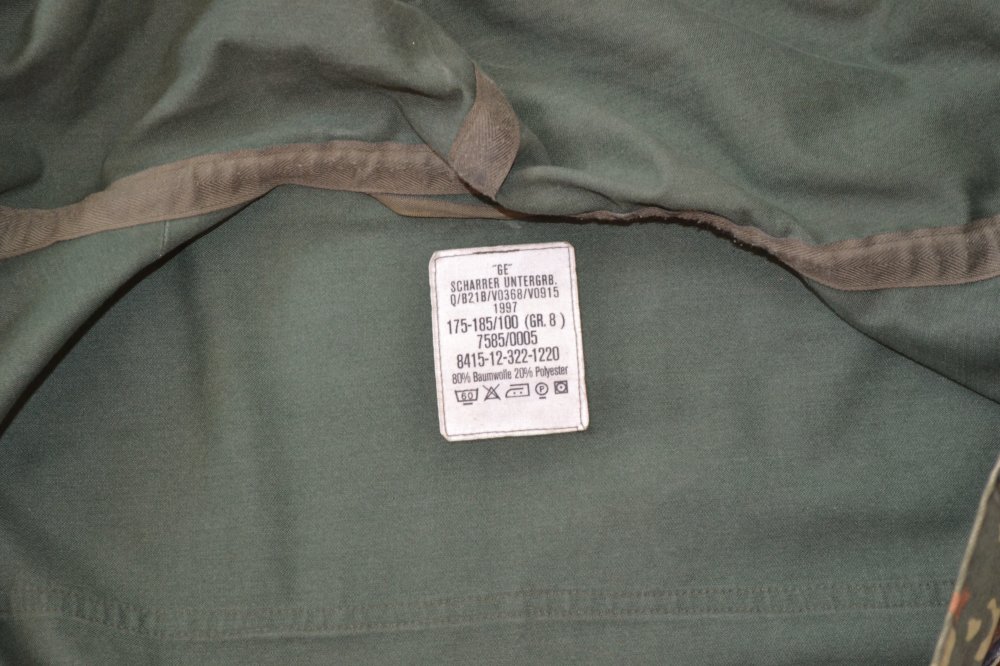 "GE"
SCHARRER UNTERGRB.
Q/B21B/V0368/V0915
1997
175-185/100 (GR. 8 )
7585/0005
8415-12-322-1220
80% Baumwolle 20% Polyester
60 P